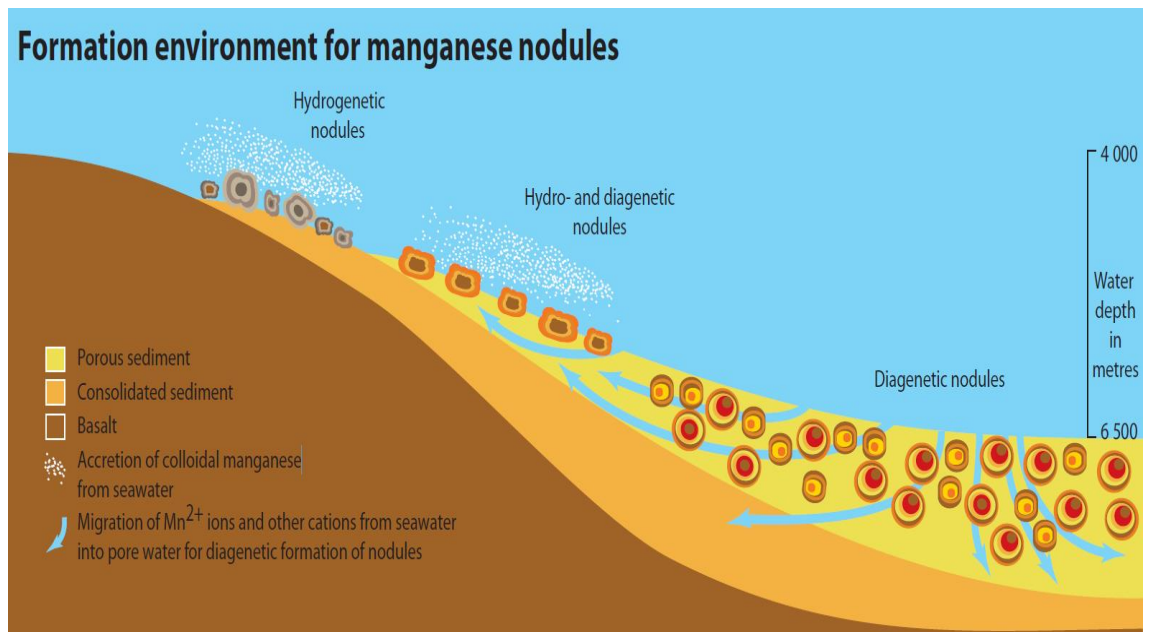 Formation environment for manganese nodules
Hydrogenetic
nodules
Hydro- and diagenetic
nodules
4 000
Water
depth
in
metres
Diagenetic nodules
6 500
Porous sediment
Consolidated sediment
Basalt
Accretion of colloidal manganese
from seawater
Migration of Mn2+ ions and other cations from seawater
into pore water for diagenetic formation of nodules